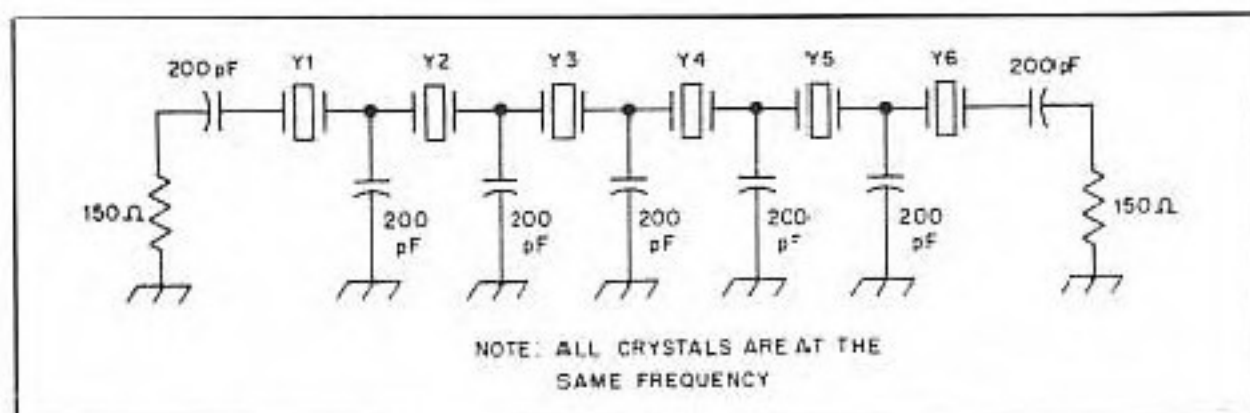 200pF Y1 Y2 Y3 Y4 Y5 Y6 200pF
150Ω 200 pF 200 pF 200 pF 200 pF 200 pF 150Ω
NOTE: ALL CRYSTALS ARE AT THE
SAME FREQUENCY